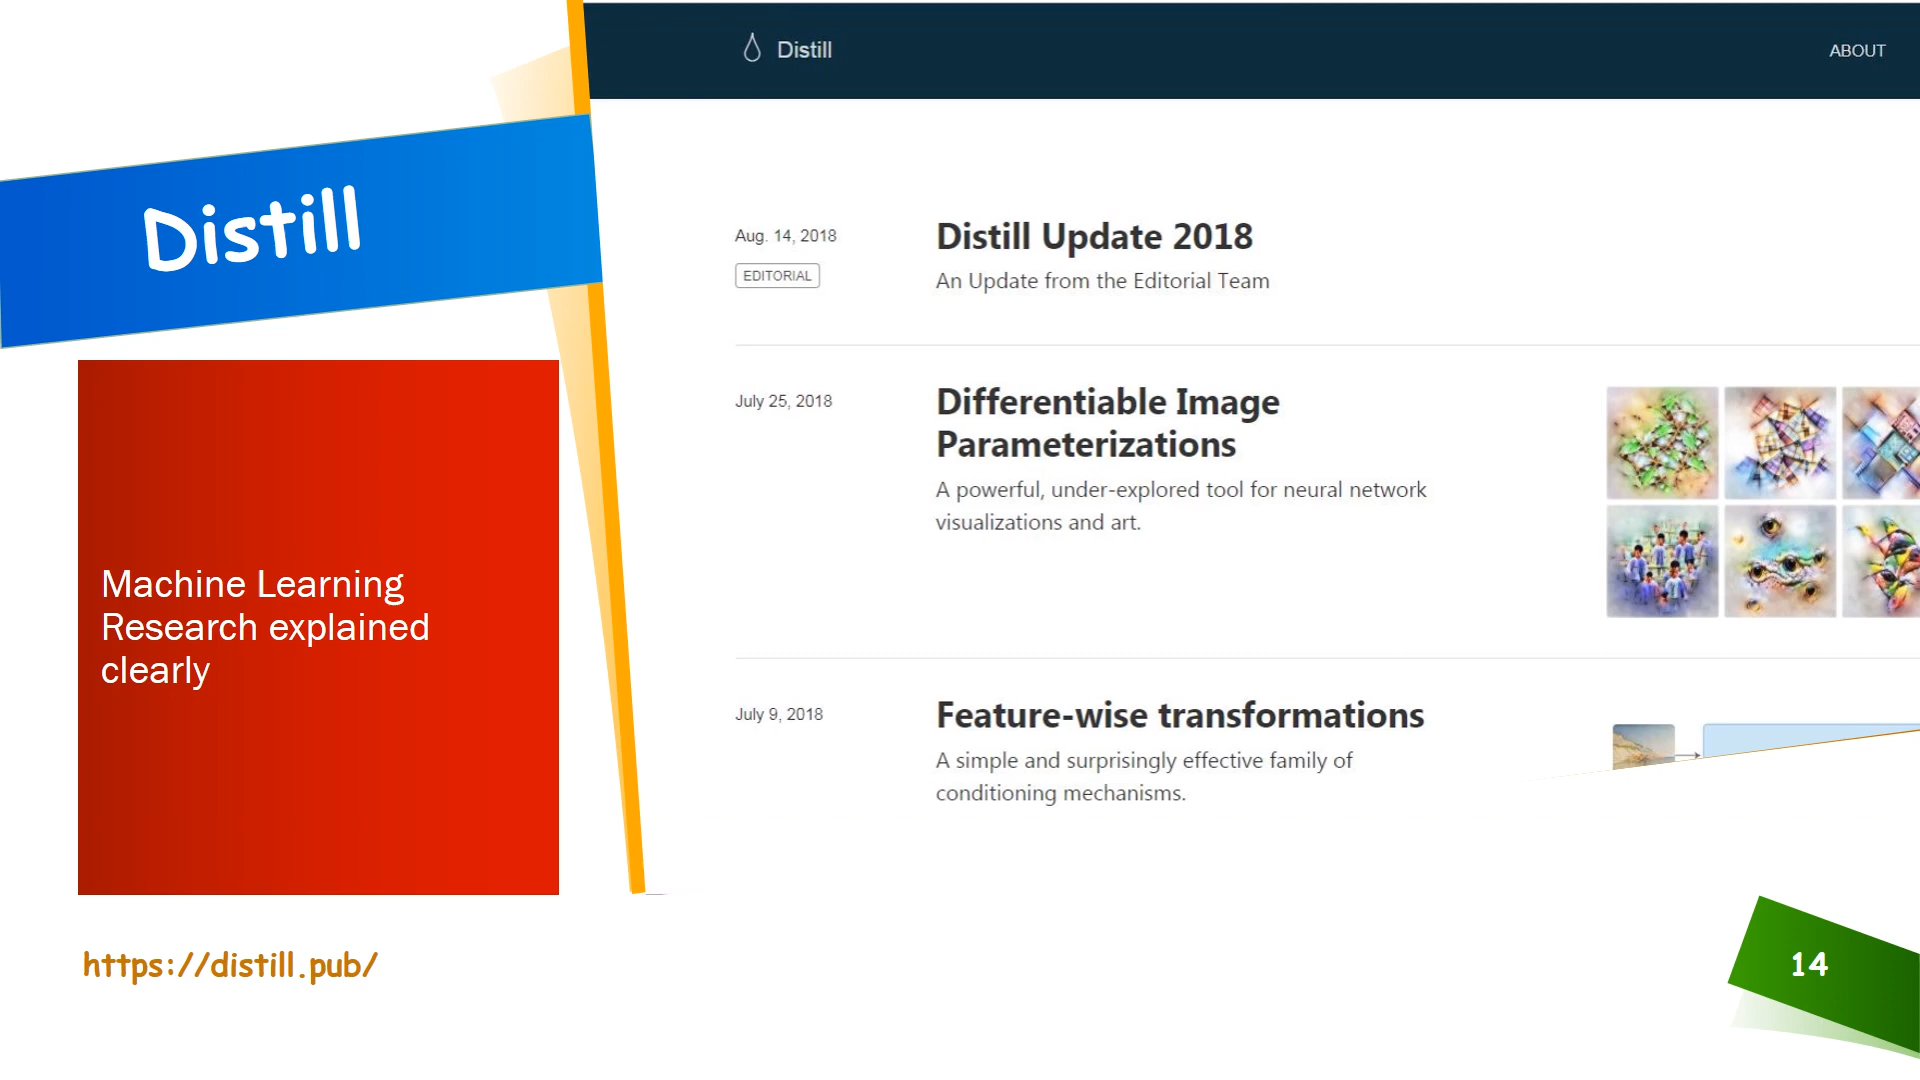 Distill
Machine Learning
Research explained
clearly
https://distill.pub/
Distill
ABOUT
Aug. 14, 2018
EDITORIAL
Distill Update 2018
An Update from the Editorial Team
July 25, 2018
Differentiable Image
Parameterizations
A powerful, under-explored tool for neural network
visualizations and art.
July 9, 2018
Feature-wise transformations
A simple and surprisingly effective family of
conditioning mechanisms.
14